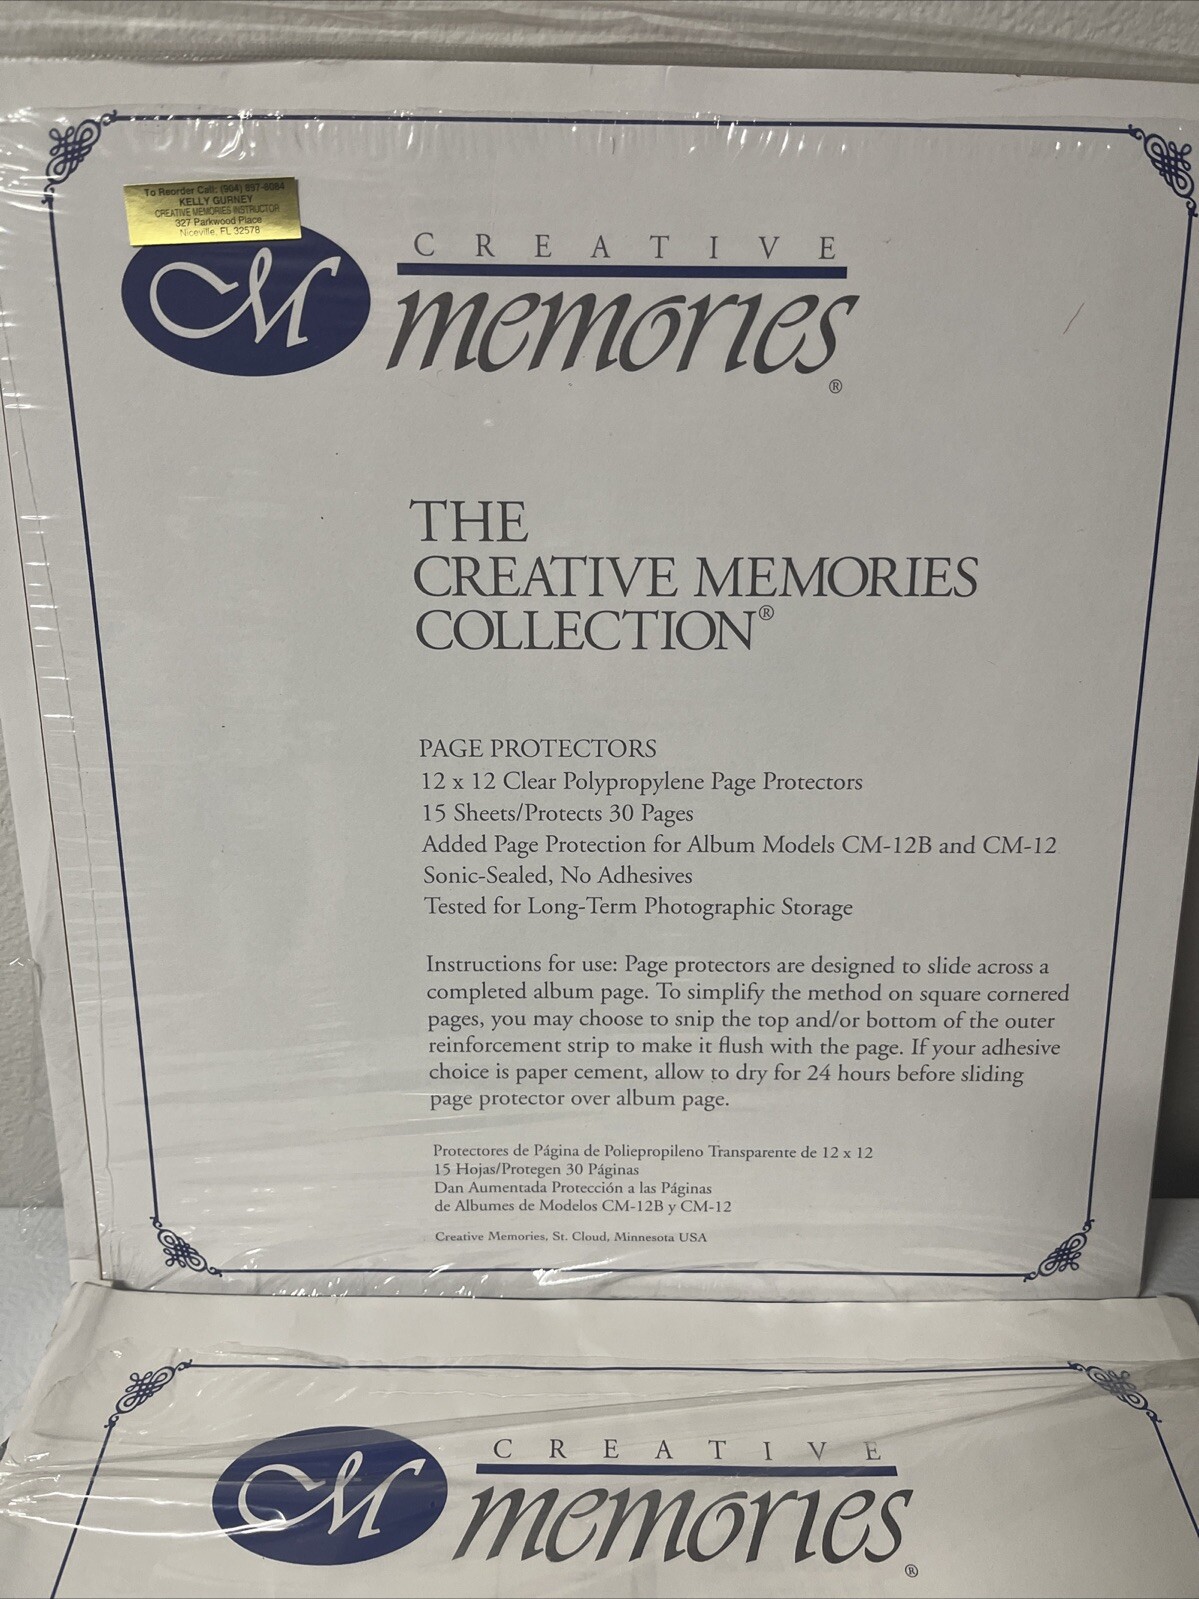 To Reorder Call: (904) 897-6084
KELLY GURNEY
CREATIVE MEMORIES INSTRUCTOR
327 Parkwood Place
Niceville, FL 32578
CM
CREATIVE
memories®
THE
CREATIVE MEMORIES
COLLECTION®
PAGE PROTECTORS
12 x 12 Clear Polypropylene Page Protectors
15 Sheets/Protects 30 Pages
Added Page Protection for Album Models CM-12B and CM-12
Sonic-Sealed, No Adhesives
Tested for Long-Term Photographic Storage
Instructions for use: Page protectors are designed to slide across a
completed album page. To simplify the method on square cornered
pages, you may choose to snip the top and/or bottom of the outer
reinforcement strip to make it flush with the page. If your adhesive
choice is paper cement, allow to dry for 24 hours before sliding
page protector over album page.
Protectores de Página de Poliepropileno Transparente de 12 x 12
15 Hojas/Protegen 30 Páginas
Dan Aumentada Protección a las Páginas
de Albumes de Modelos CM-12B y CM-12
Creative Memories, St. Cloud, Minnesota USA
CM
CREATIVE
memories®